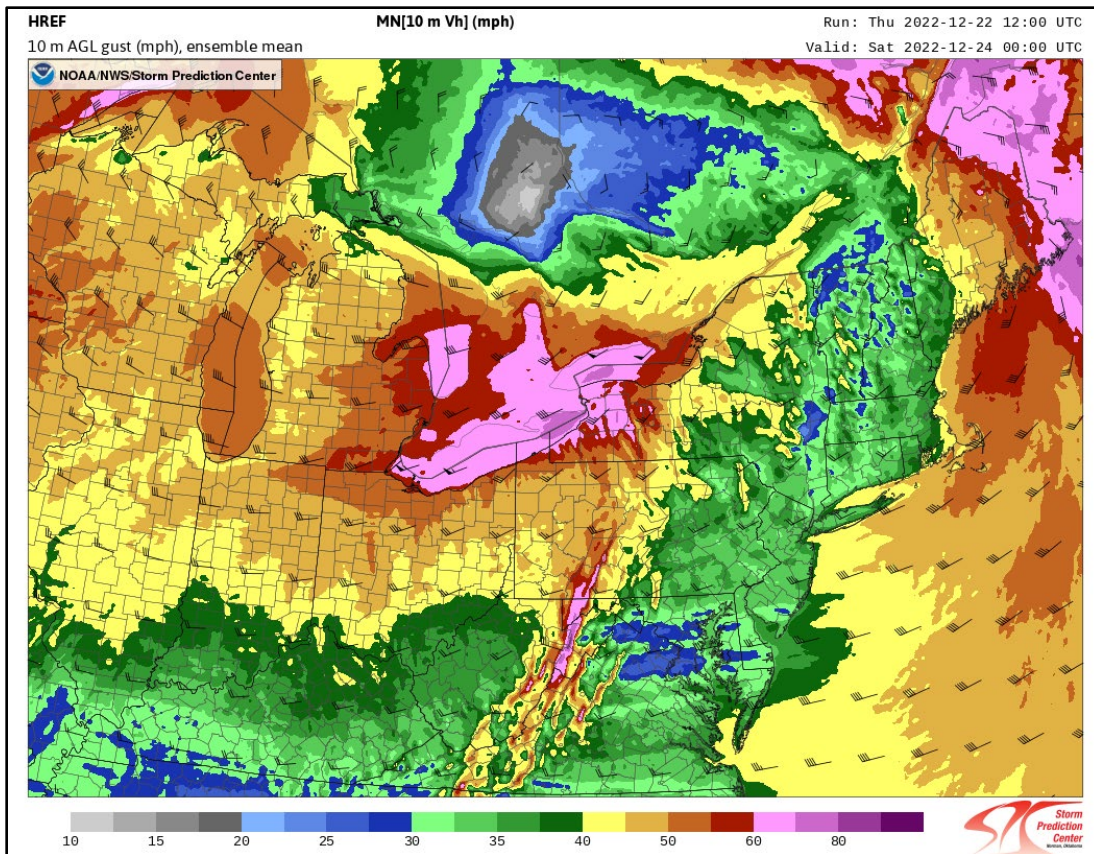 HREF MN[10 m Vh] (mph) Run: Thu 2022-12-22 12:00 UTC
10 m AGL gust (mph), ensemble mean Valid: Sat 2022-12-24 00:00 UTC
NOAA/NWS/Storm Prediction Center
10 15 20 25 30 35 40 50 60 80
Storm
Prediction
Center
Norman, Oklahoma